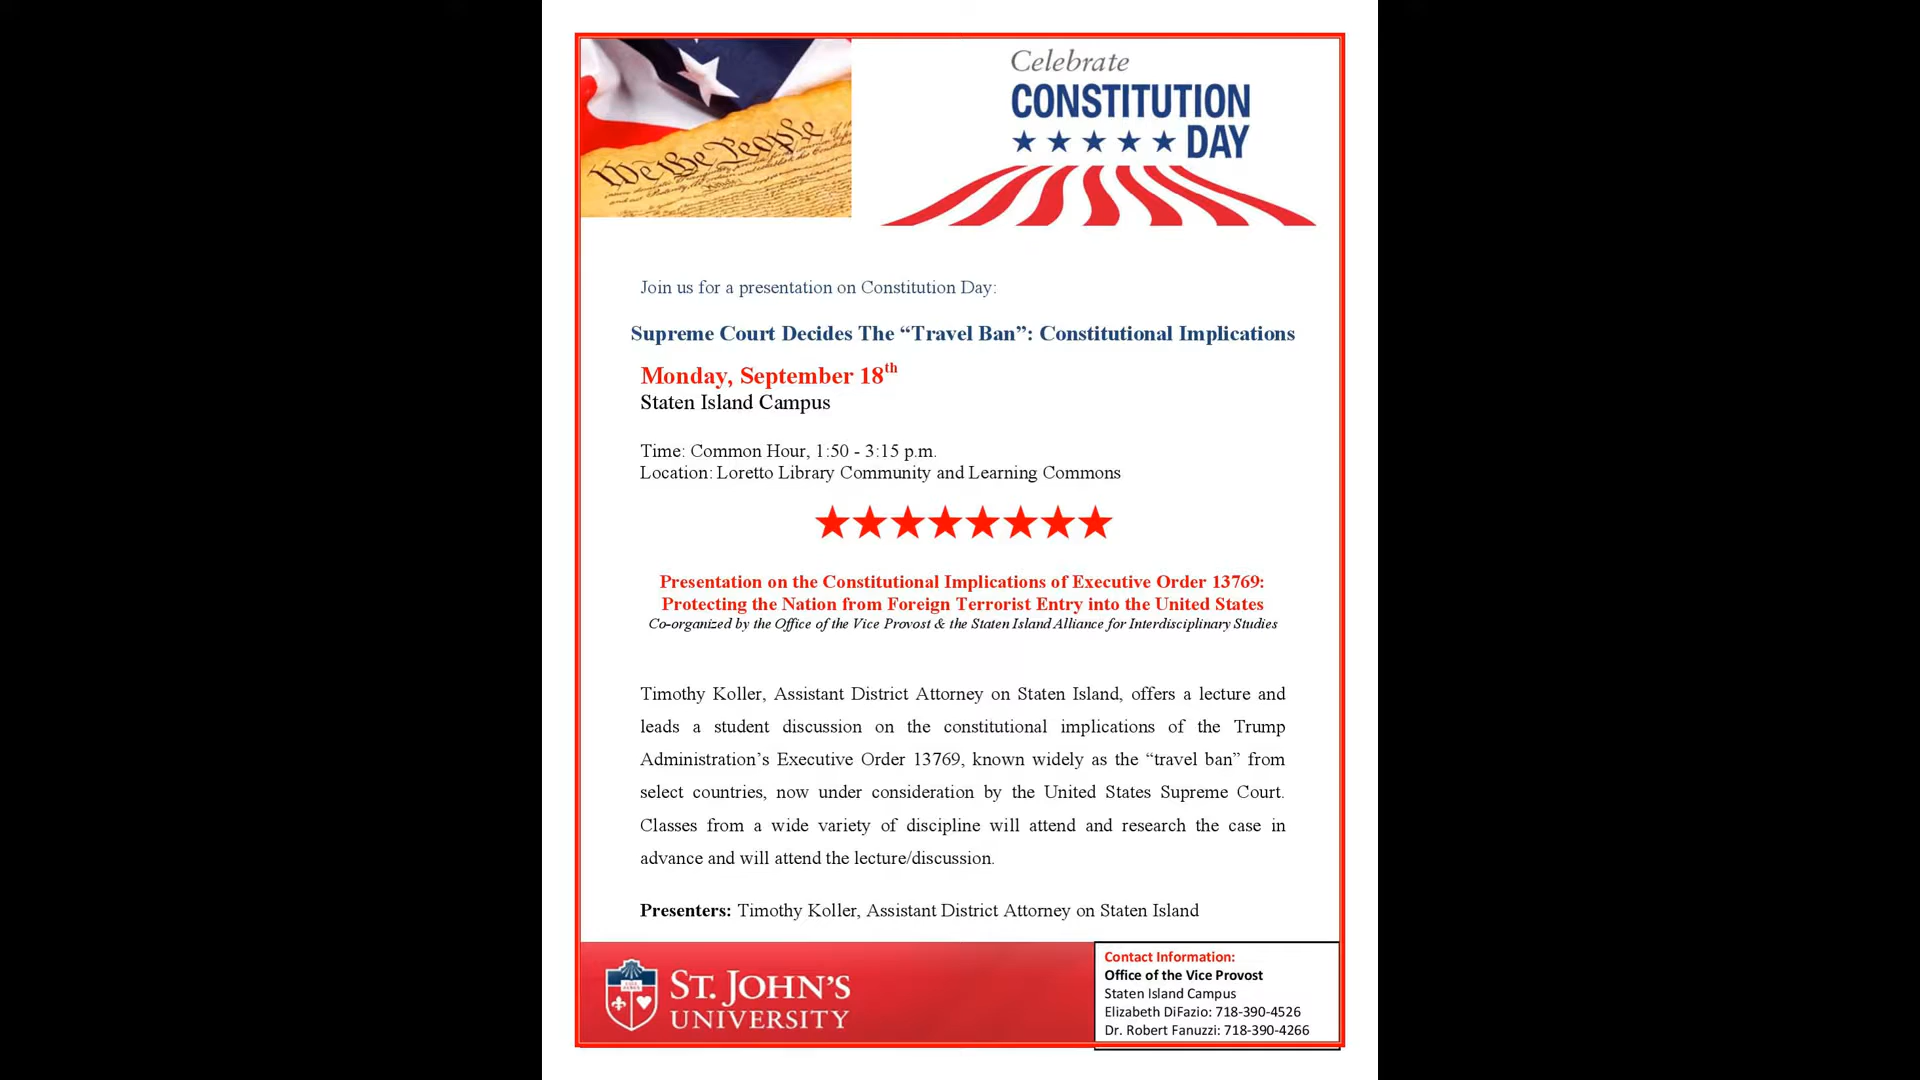 We the People
Article I
Celebrate
CONSTITUTION
DAY
Join us for a presentation on Constitution Day:
Supreme Court Decides The “Travel Ban”: Constitutional Implications
Monday, September 18th
Staten Island Campus
Time: Common Hour, 1:50 - 3:15 p.m.
Location: Loretto Library Community and Learning Commons
Presentation on the Constitutional Implications of Executive Order 13769:
Protecting the Nation from Foreign Terrorist Entry into the United States
Co-organized by the Office of the Vice Provost & the Staten Island Alliance for Interdisciplinary Studies
Timothy Koller, Assistant District Attorney on Staten Island, offers a lecture and
leads a student discussion on the constitutional implications of the Trump
Administration’s Executive Order 13769, known widely as the “travel ban” from
select countries, now under consideration by the United States Supreme Court.
Classes from a wide variety of discipline will attend and research the case in
advance and will attend the lecture/discussion.
Presenters: Timothy Koller, Assistant District Attorney on Staten Island
ST. JOHN’S
UNIVERSITY
Contact Information:
Office of the Vice Provost
Staten Island Campus
Elizabeth DiFazio: 718-390-4526
Dr. Robert Fanuzzi: 718-390-4266